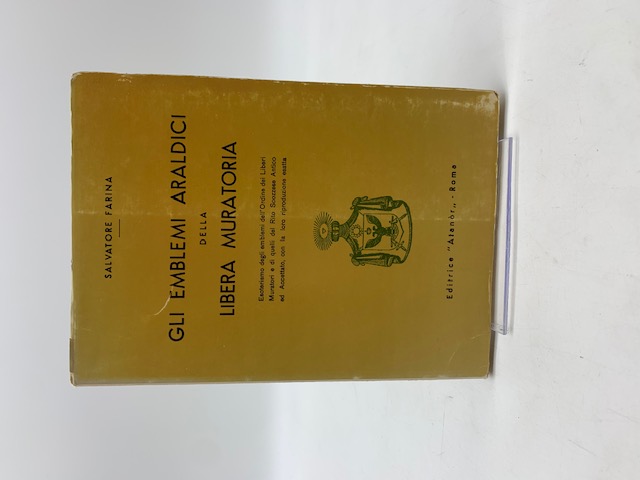 SALVATORE FARINA
GLI EMBLEMI ARALDICI
DELLA
LIBERA MURATORIA
Esoterismo degli emblemi dell'Ordine dei Liberi
Muratori e di quelli del Rito Scozzese Antico
ed Accettato, con la loro riproduzione esatta
Editrice "Atanòr„ - Roma